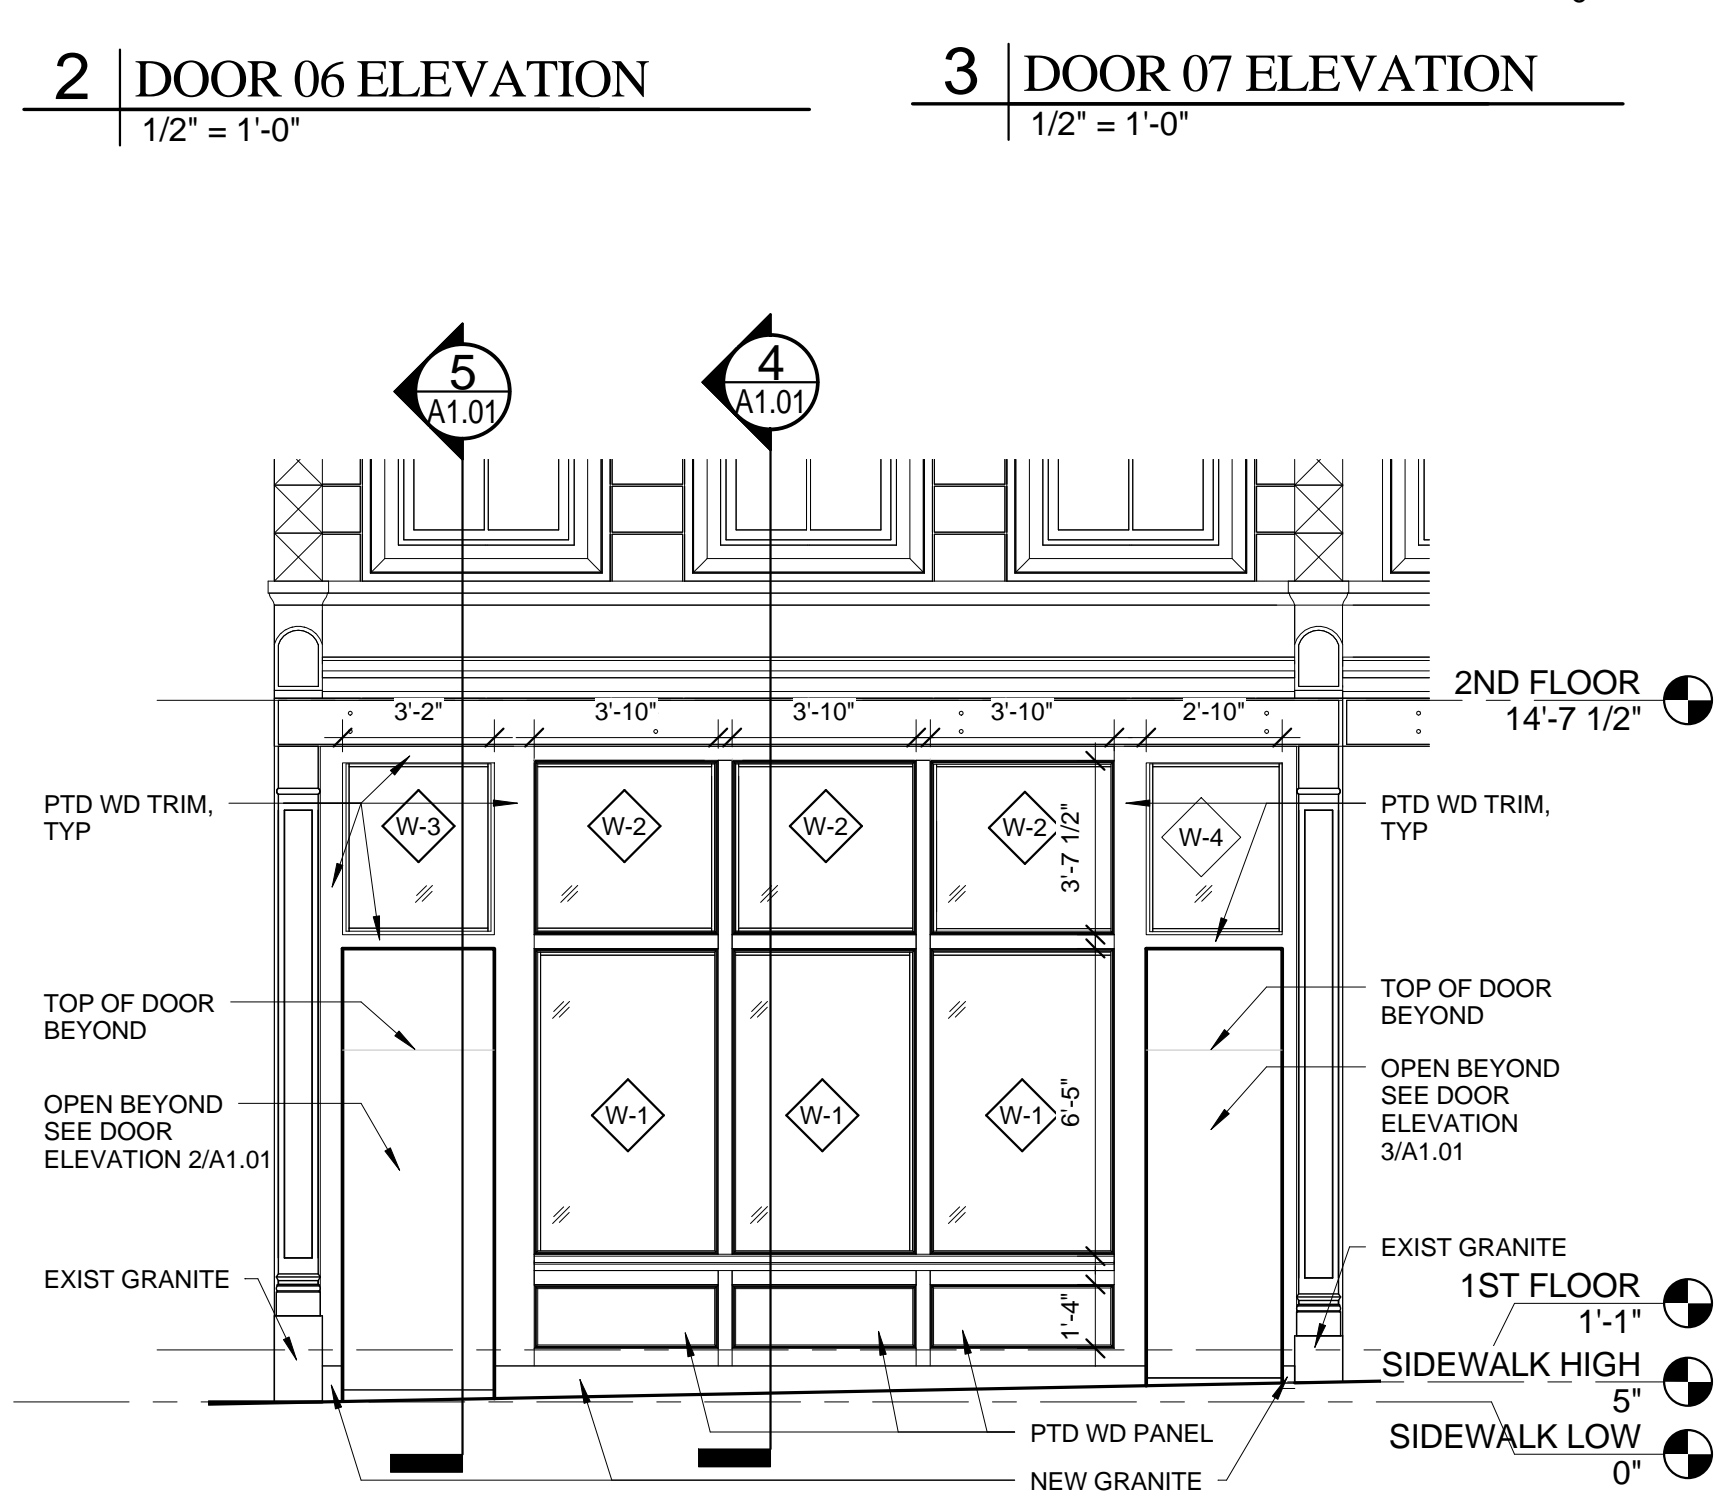 2 DOOR 06 ELEVATION
1/2" = 1'-0"
3 DOOR 07 ELEVATION
1/2" = 1'-0"
5
A1.01
4
A1.01
2ND FLOOR
14'-7 1/2"
3'-2"
3'-10"
3'-10"
3'-10"
2'-10"
PTD WD TRIM,
TYP
W-3
W-2
W-2
W-2
3'-7 1/2"
W-4
PTD WD TRIM,
TYP
TOP OF DOOR
BEYOND
TOP OF DOOR
BEYOND
OPEN BEYOND
SEE DOOR
ELEVATION 2/A1.01
W-1
W-1
W-1
6'-5"
OPEN BEYOND
SEE DOOR
ELEVATION
3/A1.01
EXIST GRANITE
EXIST GRANITE
1'-4"
1ST FLOOR
1'-1"
SIDEWALK HIGH
5"
SIDEWALK LOW
0"
PTD WD PANEL
NEW GRANITE